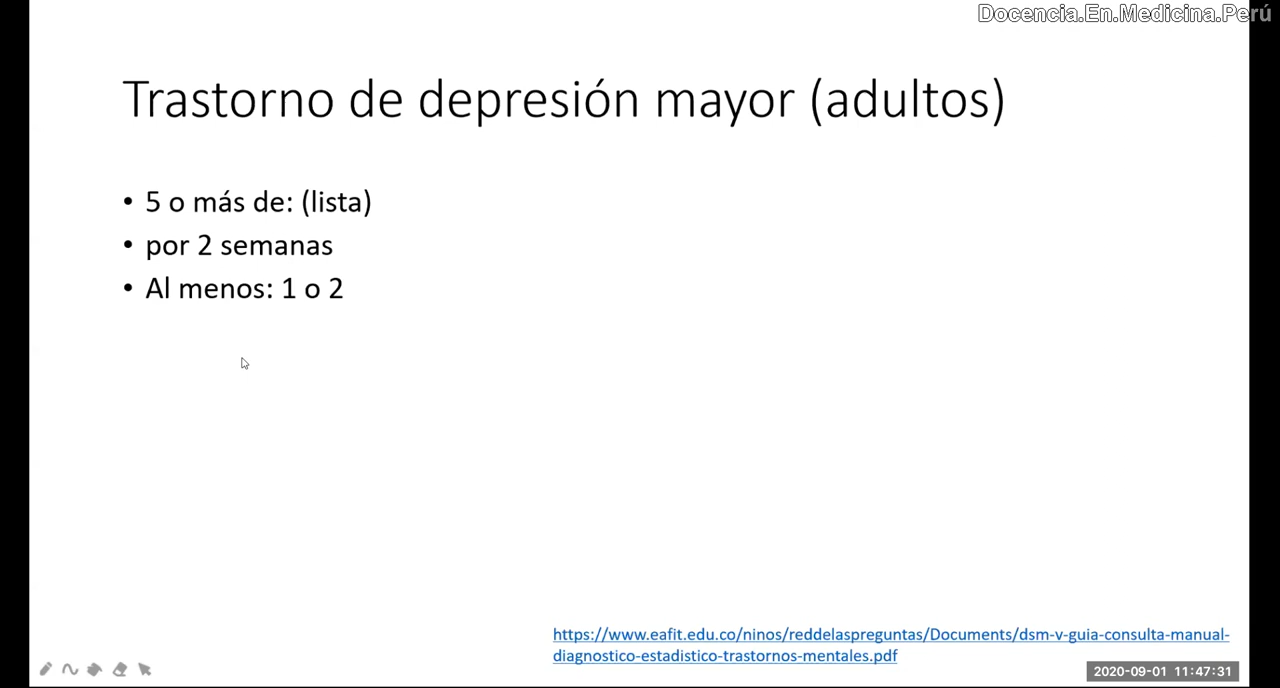 Docencia.En.Medicina.Perú
Trastorno de depresión mayor (adultos)
• 5 o más de: (lista)
• por 2 semanas
• Al menos: 1 o 2
https://www.eafit.edu.co/ninos/reddelaspreguntas/Documents/dsm-v-guia-consulta-manual-
diagnostico-estadistico-trastornos-mentales.pdf
2020-09-01 11:47:31